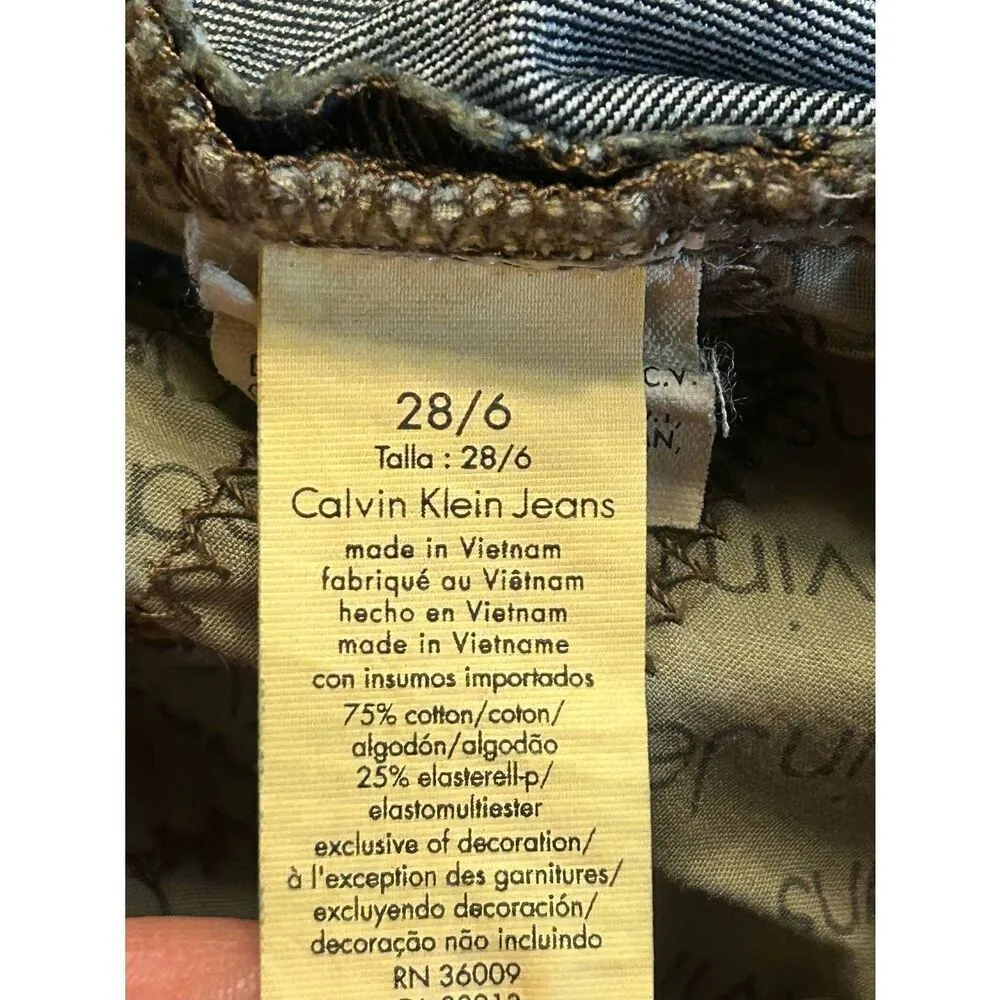 28/6
Talla : 28/6
Calvin Klein Jeans
made in Vietnam
fabriqué au Viêtnam
hecho en Vietnam
made in Vietname
con insumos importados
75% cotton/coton/
algodón/algodão
25% elasterell-p/
elastomultiester
exclusive of decoration/
à l'exception des garnitures/
excluyendo decoración/
decoração não incluindo
RN 36009
C.V.